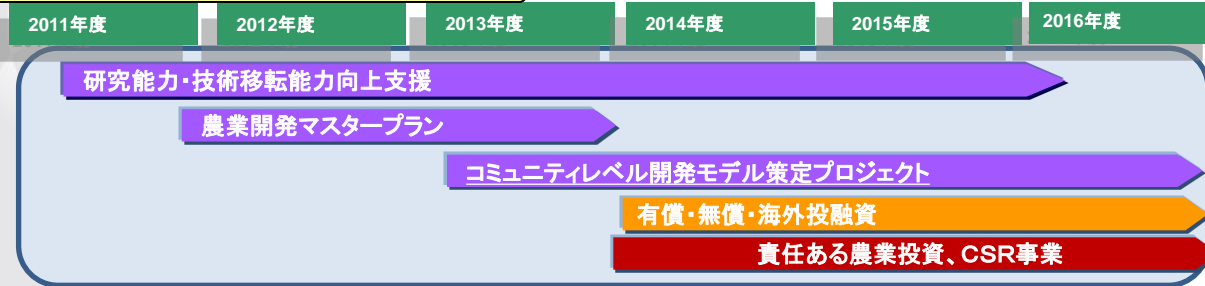 2011年度
2012年度
2013年度
2014年度
2015年度
2016年度
研究能力・技術移転能力向上支援
農業開発マスタープラン
コミュニティレベル開発モデル策定プロジェクト
有償・無償・海外投融資
責任ある農業投資、CSR事業